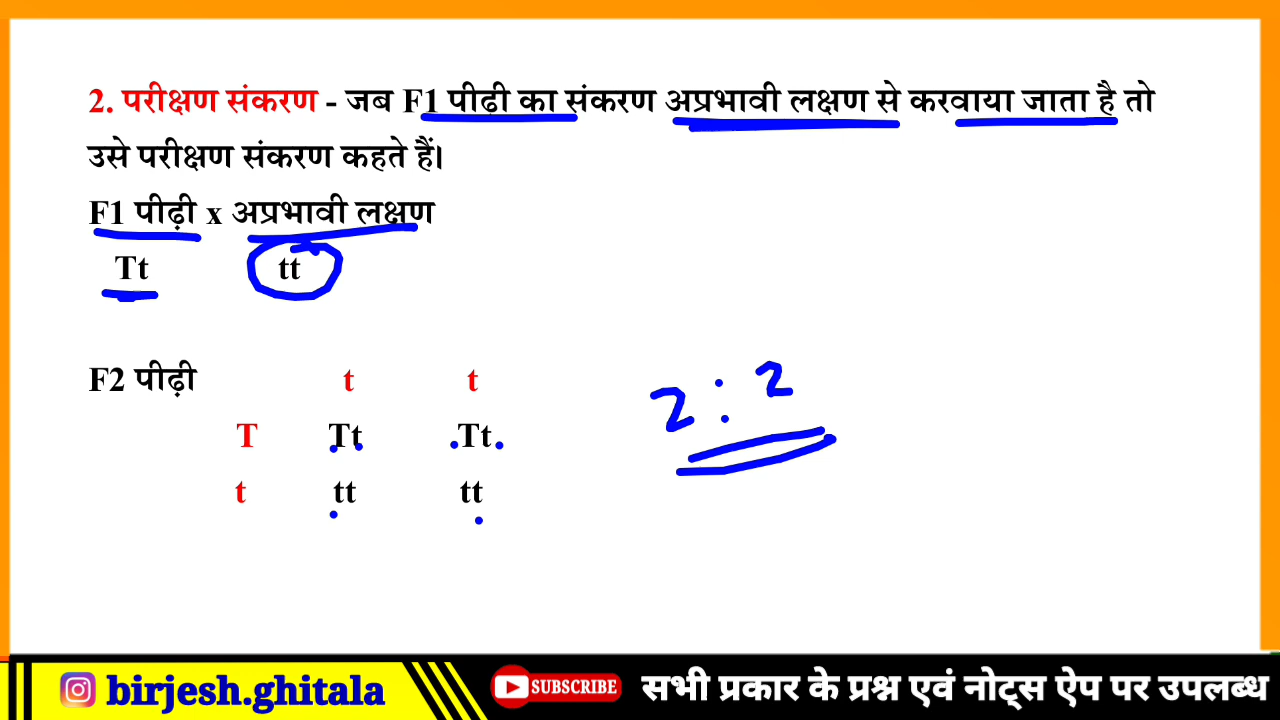 2. परीक्षण संकरण - जब F1 पीढ़ी का संकरण अप्रभावी लक्षण से करवाया जाता है तो
उसे परीक्षण संकरण कहते हैं।
F1 पीढ़ी x अप्रभावी लक्षण
Tt tt
F2 पीढ़ी t t
2 : 2
T Tt Tt
t tt tt
birjesh.ghitala SUBSCRIBE सभी प्रकार के प्रश्न एवं नोट्स ऐप पर उपलब्ध